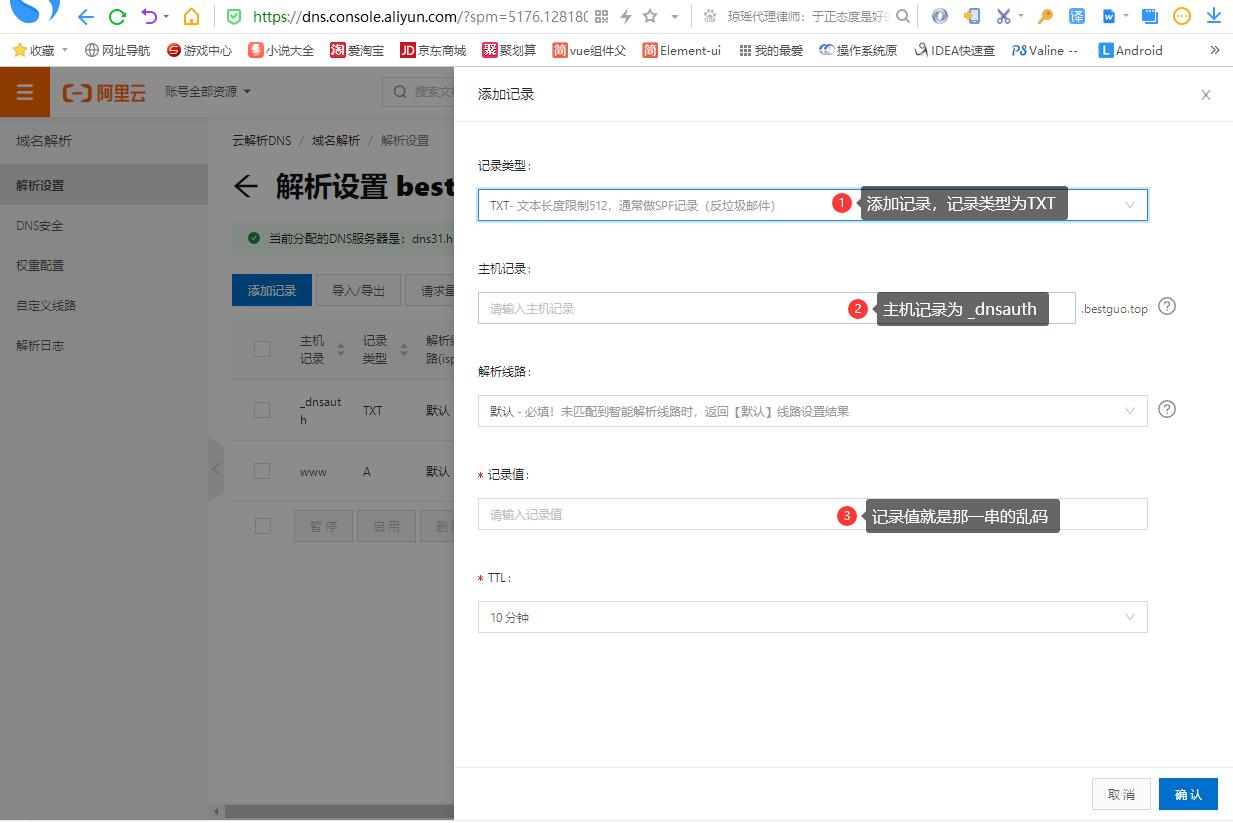 https://dns.console.aliyun.com/?spm=5176.12818
琼瑶代理律师：于正态度是好的
收藏 网址导航 游戏中心 小说大全 爱淘宝 京东商城 聚划算 vue组件父 Element-ui 我的最爱 操作系统原 IDEA快速查 Valine -- Android
阿里云
账号全部资源
搜索文
添加记录
域名解析
解析设置
DNS安全
权重配置
自定义线路
解析日志
云解析DNS / 域名解析 / 解析设置
解析设置 best
当前分配的DNS服务器是：dns31.h
添加记录 导入/导出 请求量
主机
记录
记录
类型
解析线
路(isp
_dnsaut
h
TXT
默认
www A 默认
暂 停 启 用 删
记录类型：
TXT- 文本长度限制512，通常做SPF记录（反垃圾邮件）
1 添加记录，记录类型为TXT
主机记录：
请输入主机记录
2 主机记录为 _dnsauth
.bestguo.top
解析线路：
默认 - 必填！未匹配到智能解析线路时，返回【默认】线路设置结果
* 记录值：
请输入记录值
3 记录值就是那一串的乱码
* TTL：
10 分钟
取 消 确 认